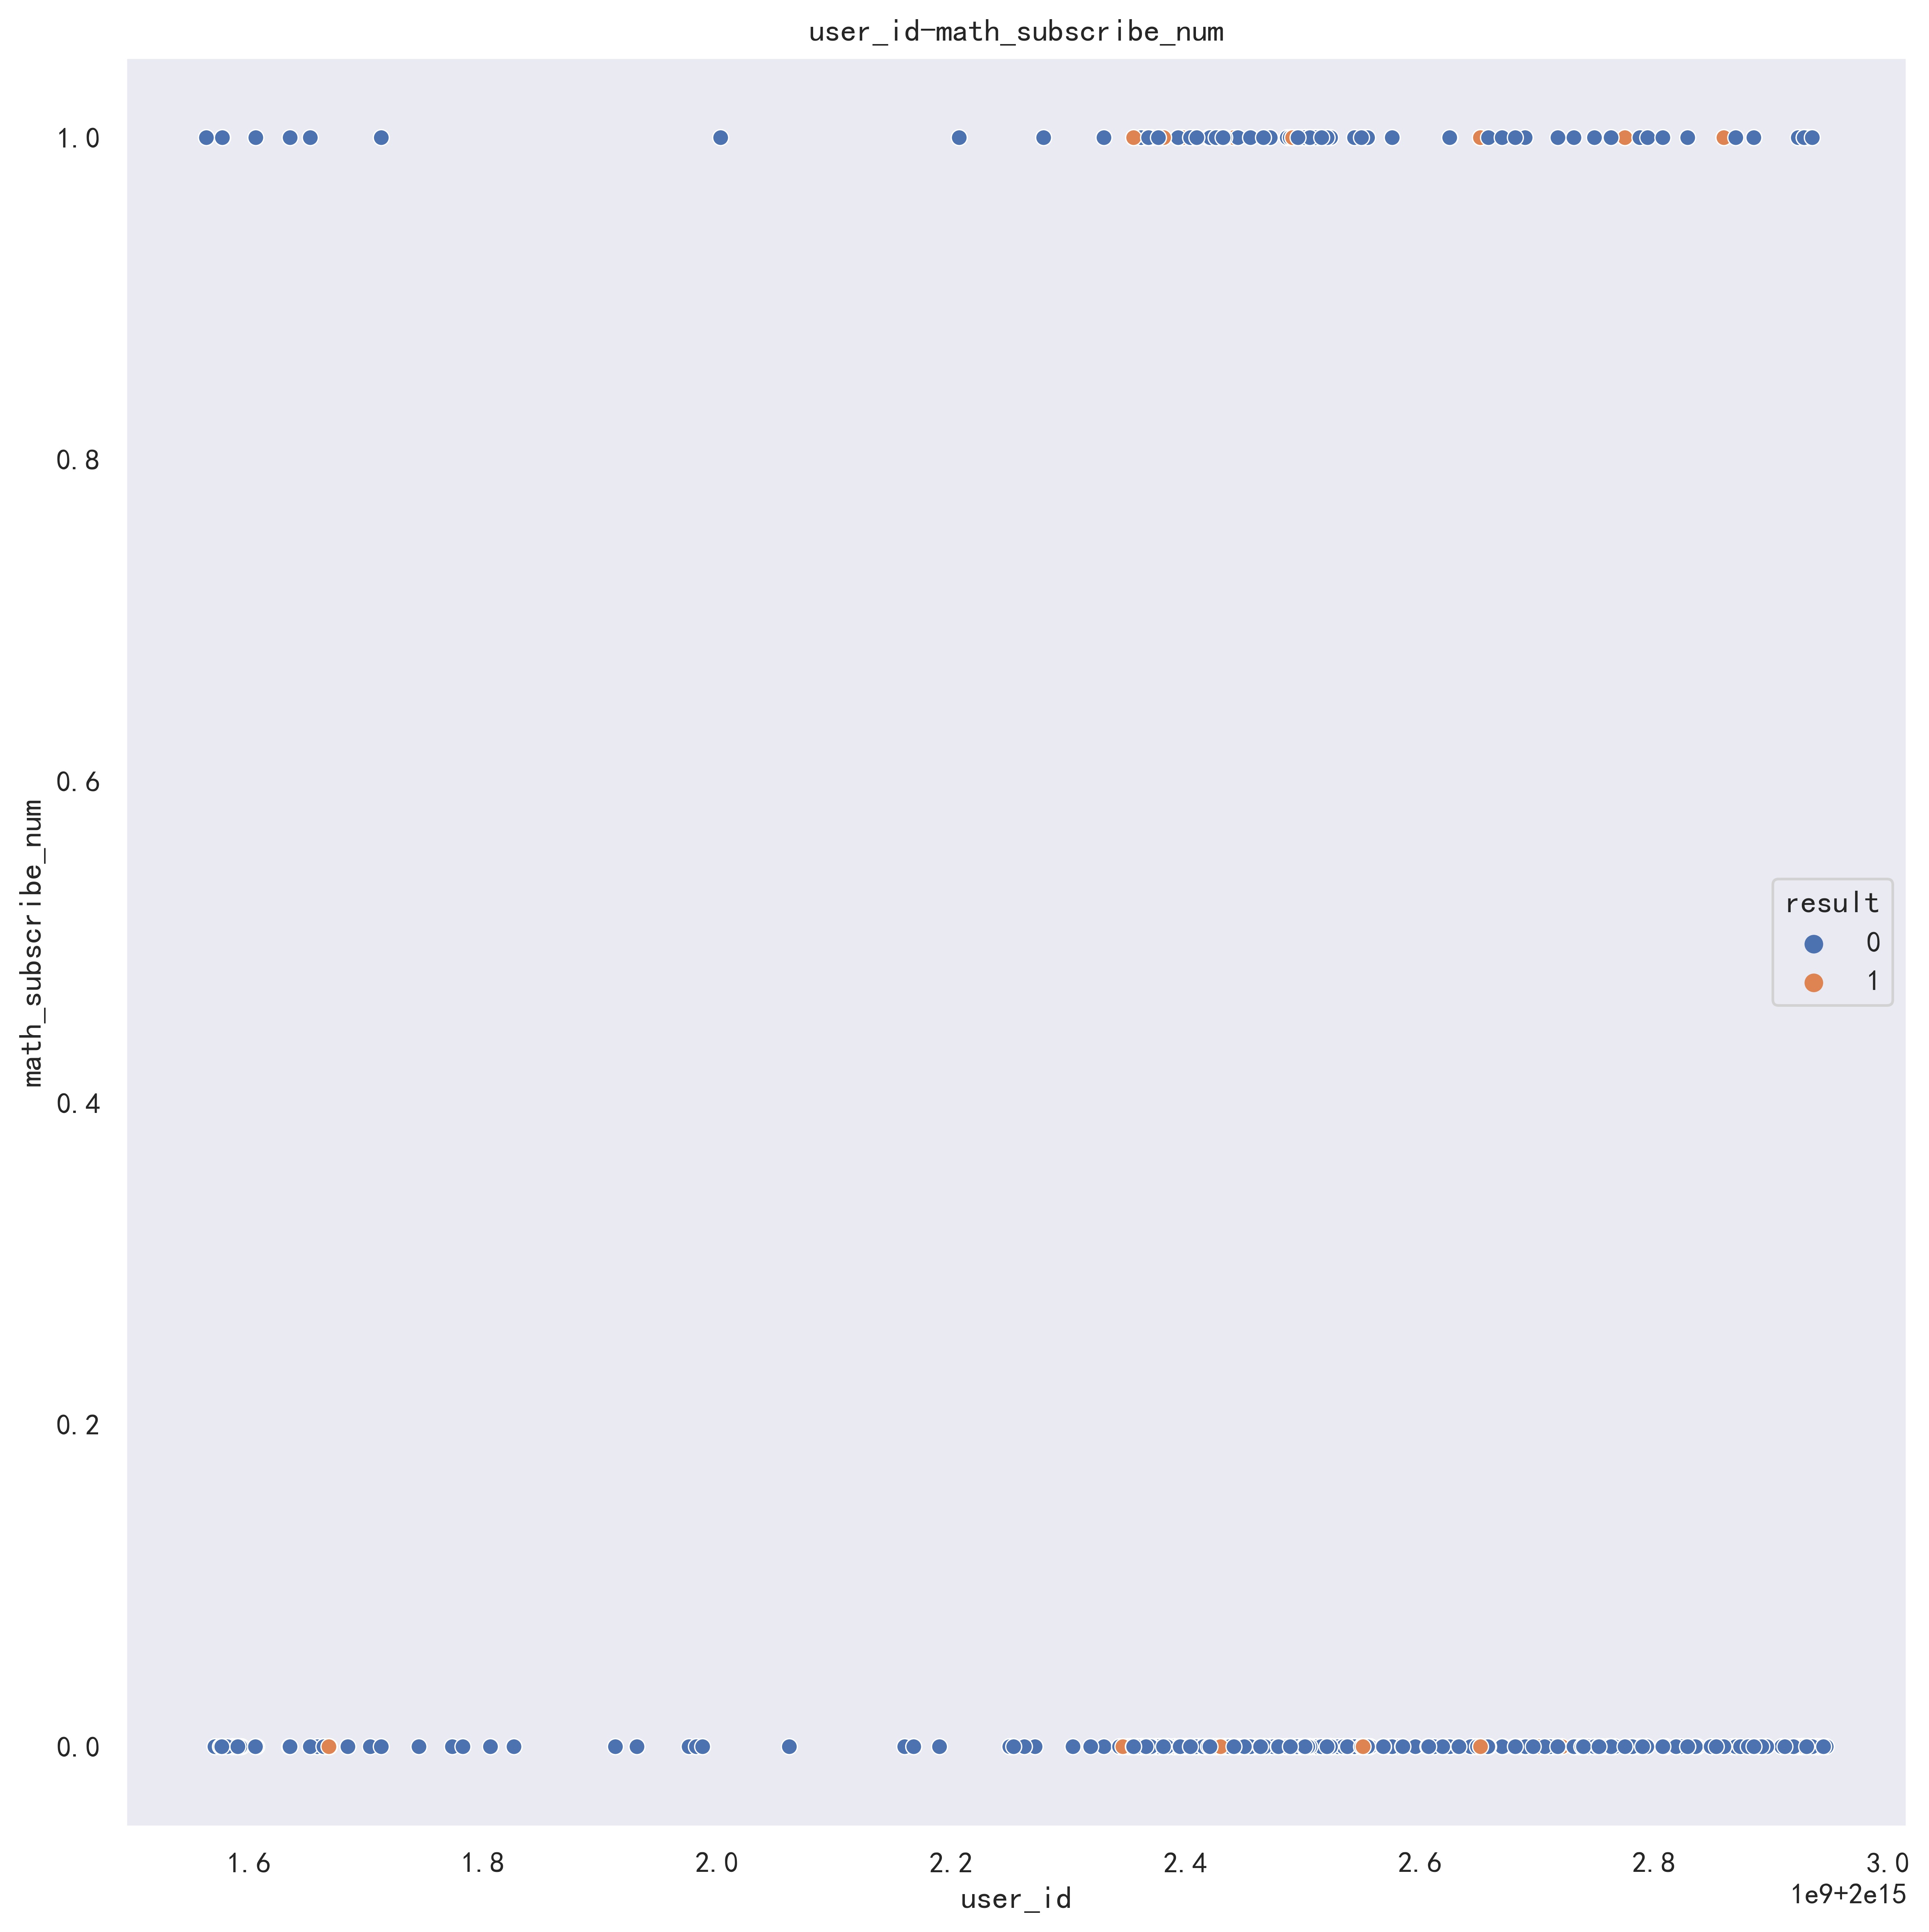 user_id-math_subscribe_num
1.0
0.8
0.6
0.4
0.2
0.0
math_subscribe_num
result
0
1
1.6 1.8 2.0 2.2 2.4 2.6 2.8 3.0
user_id
1e9+2e15